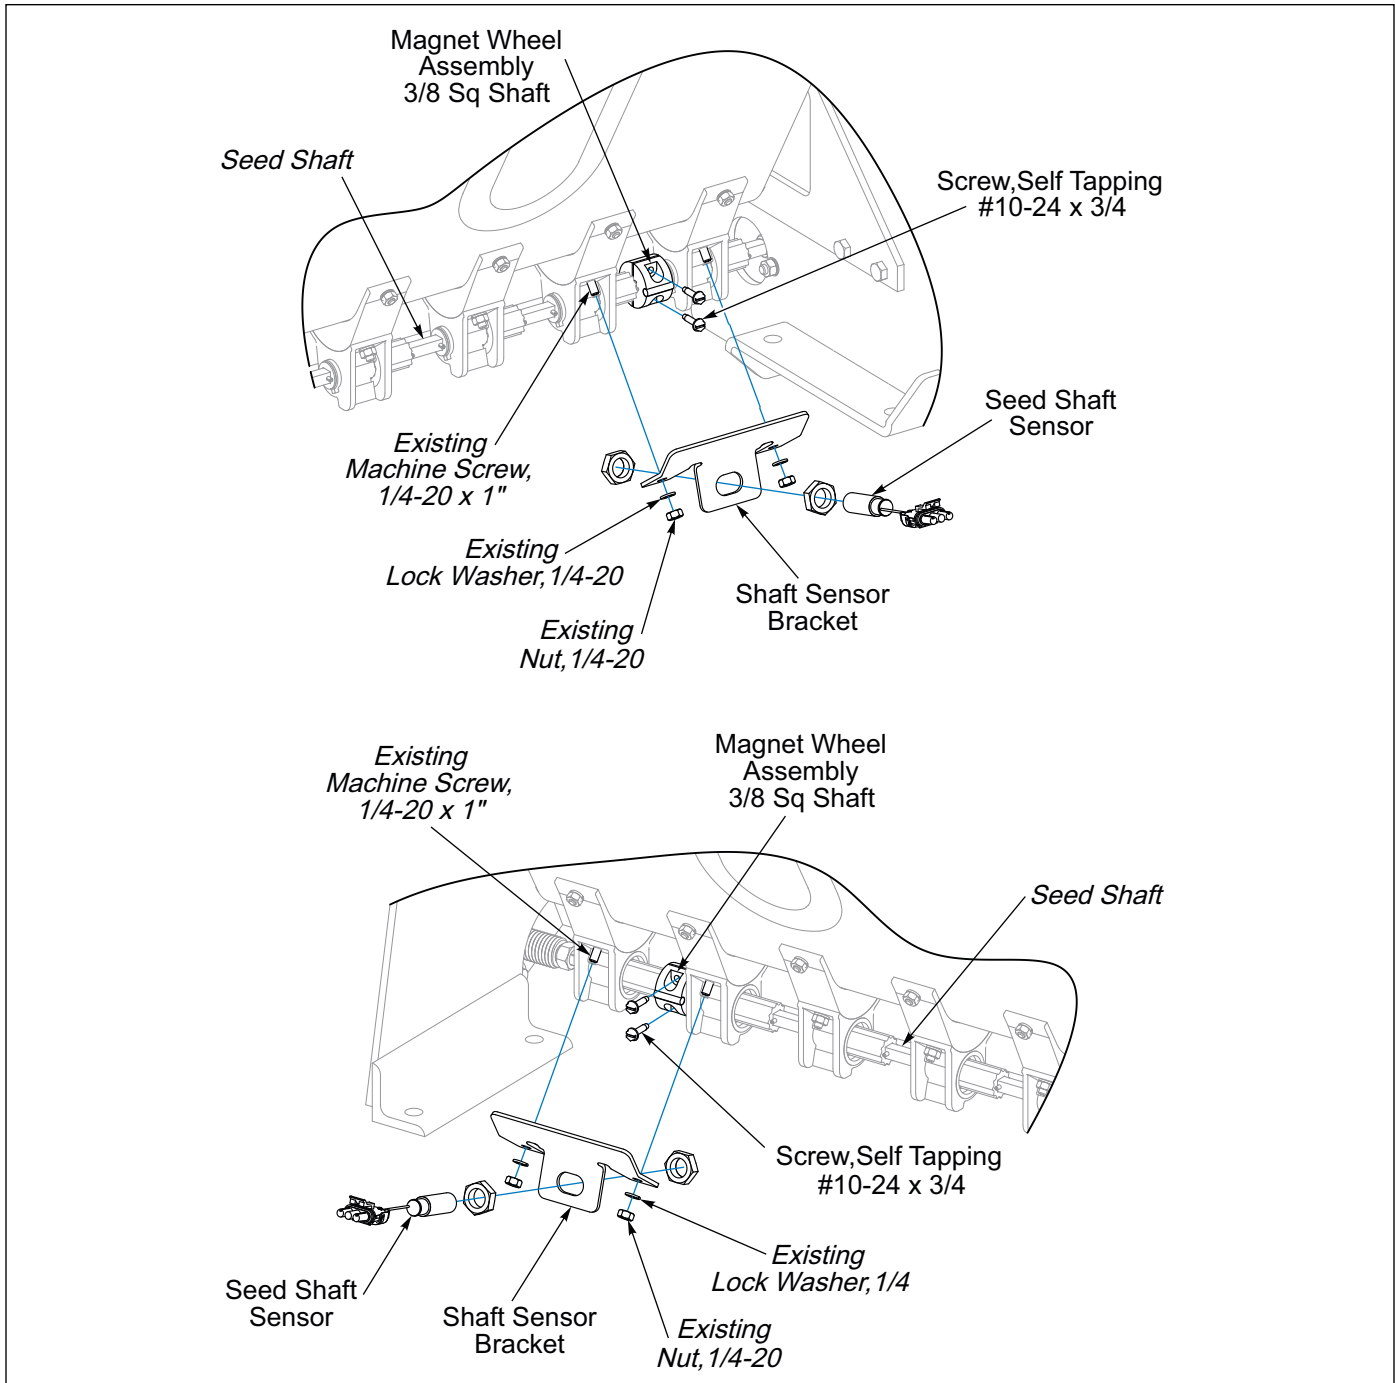 Magnet Wheel
Assembly
3/8 Sq Shaft
Seed Shaft
Screw,Self Tapping
#10-24 x 3/4
Seed Shaft
Sensor
Existing
Machine Screw,
1/4-20 x 1"
Existing
Lock Washer,1/4-20
Shaft Sensor
Bracket
Existing
Nut,1/4-20
Existing
Machine Screw,
1/4-20 x 1"
Magnet Wheel
Assembly
3/8 Sq Shaft
Seed Shaft
Screw,Self Tapping
#10-24 x 3/4
Existing
Lock Washer,1/4
Seed Shaft
Sensor
Shaft Sensor
Bracket
Existing
Nut,1/4-20